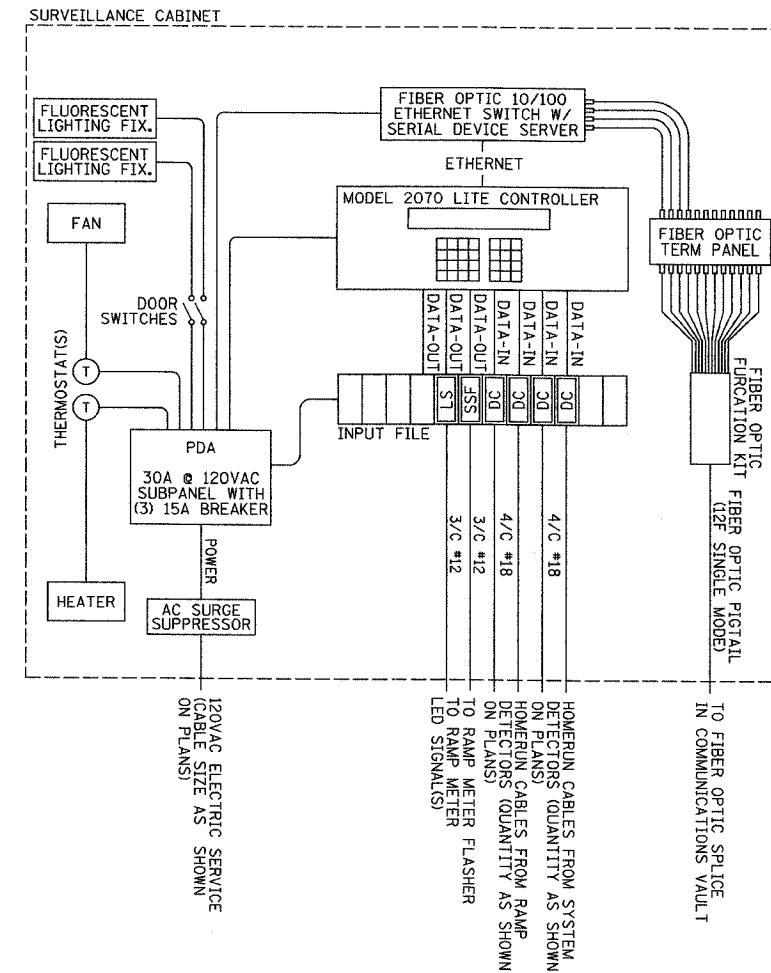 SURVEILLANCE CABINET
FLUORESCENT
LIGHTING FIX.
FLUORESCENT
LIGHTING FIX.
FAN
DOOR
SWITCHES
THERMOSTAT(S)
T
T
HEATER
PDA
30A @ 120VAC
SUBPANEL WITH
(3) 15A BREAKER
POWER
AC SURGE
SUPPRESSOR
120VAC ELECTRIC SERVICE
(CABLE SIZE AS SHOWN
ON PLANS)
FIBER OPTIC 10/100
ETHERNET SWITCH W/
SERIAL DEVICE SERVER
ETHERNET
MODEL 2070 LITE CONTROLLER
DATA-OUT
DATA-OUT
DATA-OUT
DATA-IN
DATA-IN
DATA-IN
DATA-IN
INPUT FILE
LS
SSF
DC
DC
DC
DC
3/C #12
3/C #12
4/C #18
4/C #18
TO RAMP METER
LED SIGNAL(S)
TO RAMP METER FLASHER
HOMERUN CABLES FROM RAMP
DETECTORS (QUANTITY AS SHOWN
ON PLANS)
HOMERUN CABLES FROM SYSTEM
DETECTORS (QUANTITY AS SHOWN
ON PLANS)
FIBER OPTIC
TERM PANEL
FIBER OPTIC
FURCATION KIT
FIBER OPTIC PIGTAIL
(12F SINGLE MODE)
TO FIBER OPTIC SPLICE
IN COMMUNICATIONS VAULT